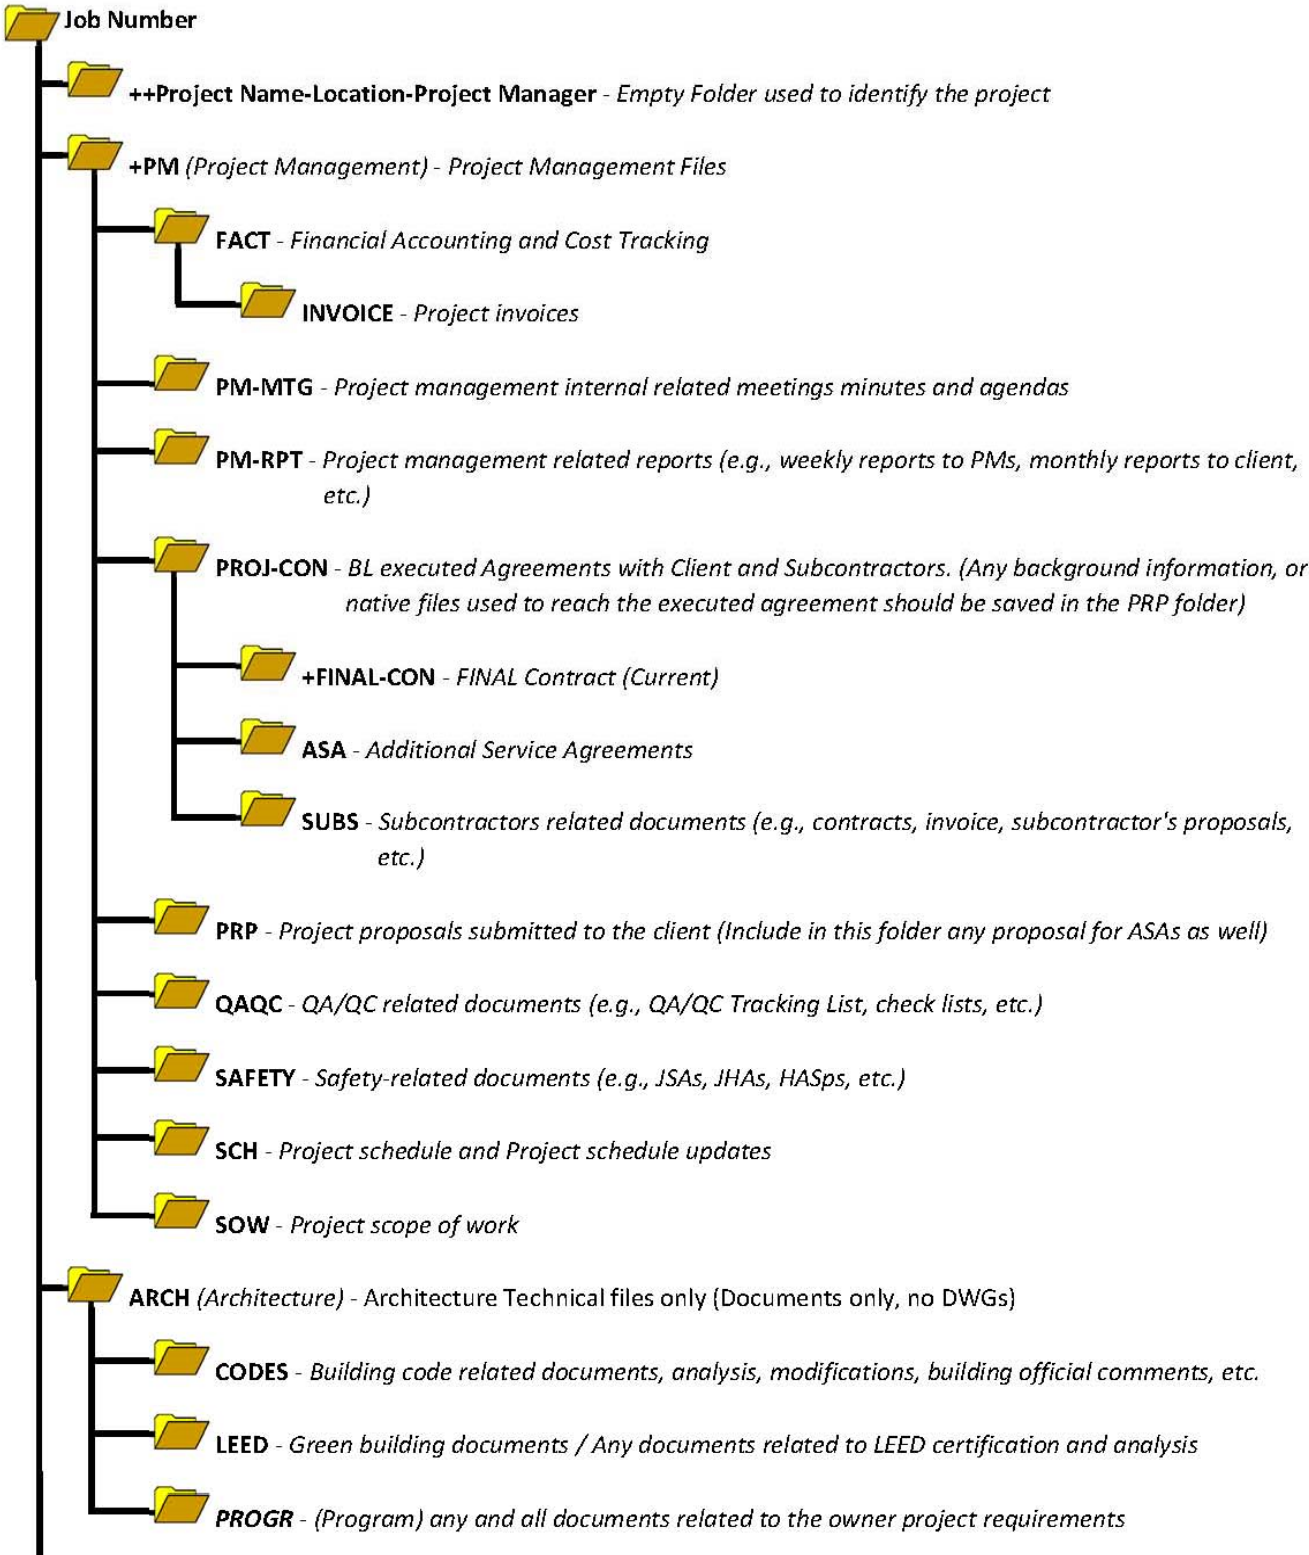 Job Number
++Project Name-Location-Project Manager - Empty Folder used to identify the project
+PM (Project Management) - Project Management Files
FACT - Financial Accounting and Cost Tracking
INVOICE - Project invoices
PM-MTG - Project management internal related meetings minutes and agendas
PM-RPT - Project management related reports (e.g., weekly reports to PMs, monthly reports to client,
etc.)
PROJ-CON - BL executed Agreements with Client and Subcontractors. (Any background information, or
native files used to reach the executed agreement should be saved in the PRP folder)
+FINAL-CON - FINAL Contract (Current)
ASA - Additional Service Agreements
SUBS - Subcontractors related documents (e.g., contracts, invoice, subcontractor's proposals,
etc.)
PRP - Project proposals submitted to the client (Include in this folder any proposal for ASAs as well)
QAQC - QA/QC related documents (e.g., QA/QC Tracking List, check lists, etc.)
SAFETY - Safety-related documents (e.g., JSAs, JHAs, HASps, etc.)
SCH - Project schedule and Project schedule updates
SOW - Project scope of work
ARCH (Architecture) - Architecture Technical files only (Documents only, no DWGs)
CODES - Building code related documents, analysis, modifications, building official comments, etc.
LEED - Green building documents / Any documents related to LEED certification and analysis
PROGR - (Program) any and all documents related to the owner project requirements